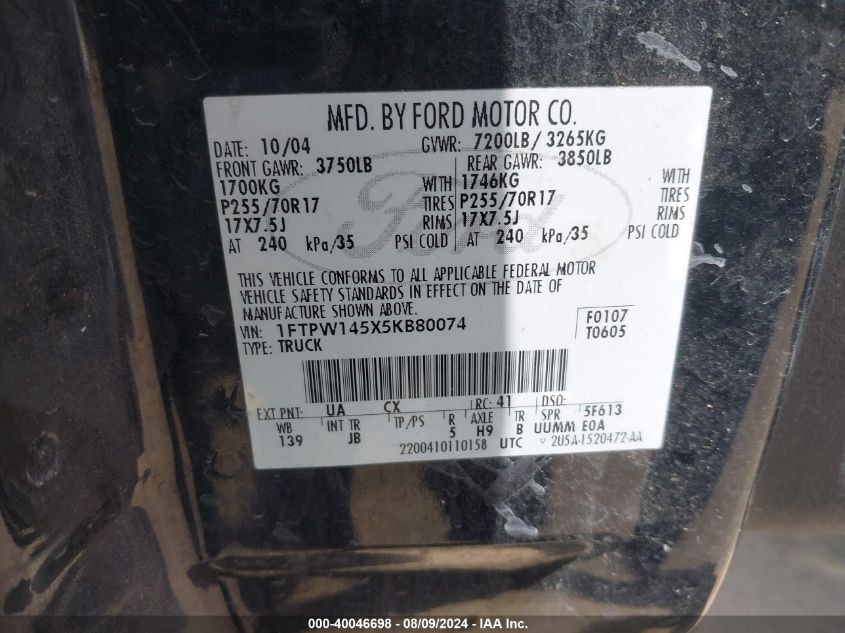 MFD. BY FORD MOTOR CO.
DATE: 10/04 GVWR: 7200LB/ 3265KG
FRONT GAWR: 3750LB REAR GAWR: 3850LB
1700KG WITH 1746KG WITH
P255/70R17 TIRES P255/70R17 TIRES
17X7.5J RIMS 17X7.5J RIMS
AT 240 kPa/35 PSI COLD AT 240 kPa/35 PSI COLD
Ford
THIS VEHICLE CONFORMS TO ALL APPLICABLE FEDERAL MOTOR
VEHICLE SAFETY STANDARDS IN EFFECT ON THE DATE OF
MANUFACTURE SHOWN ABOVE.
VIN: 1FTPW145X5KB80074 F0107
TYPE: TRUCK T0605
EXT PNT: UA CX RC: 41 DSO:
WB INT TR TP/PS R AXLE TR SPR 5F613
139 JB 5 H9 B UUMM E0A
2200410110158 UTC 2U5A-1520472-AA
000-40046698 - 08/09/2024 - IAA Inc.